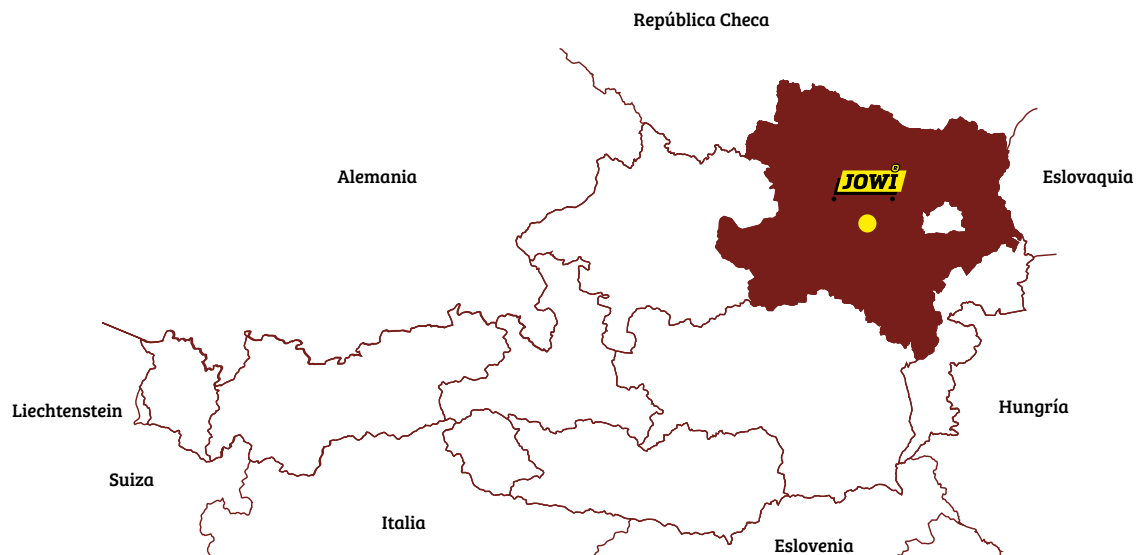 República Checa
Alemania
JOWI
Eslovaquia
Liechtenstein
Hungría
Suiza
Italia
Eslovenia